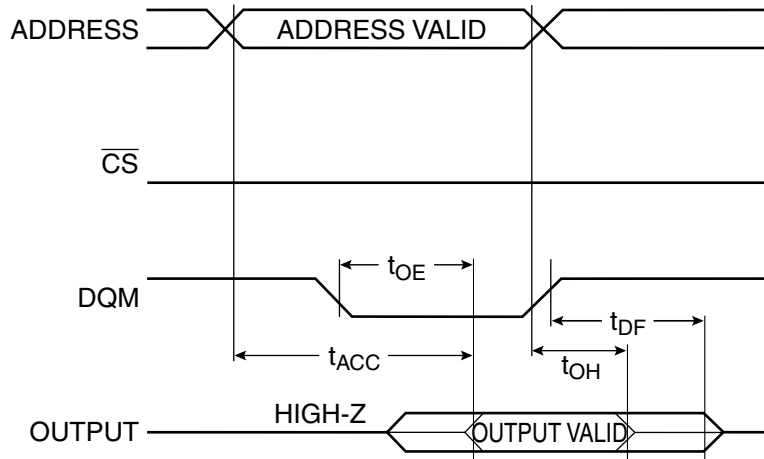 ADDRESS
ADDRESS VALID
CS
DQM
tOE
tDF
tACC
tOH
OUTPUT
HIGH-Z
OUTPUT VALID